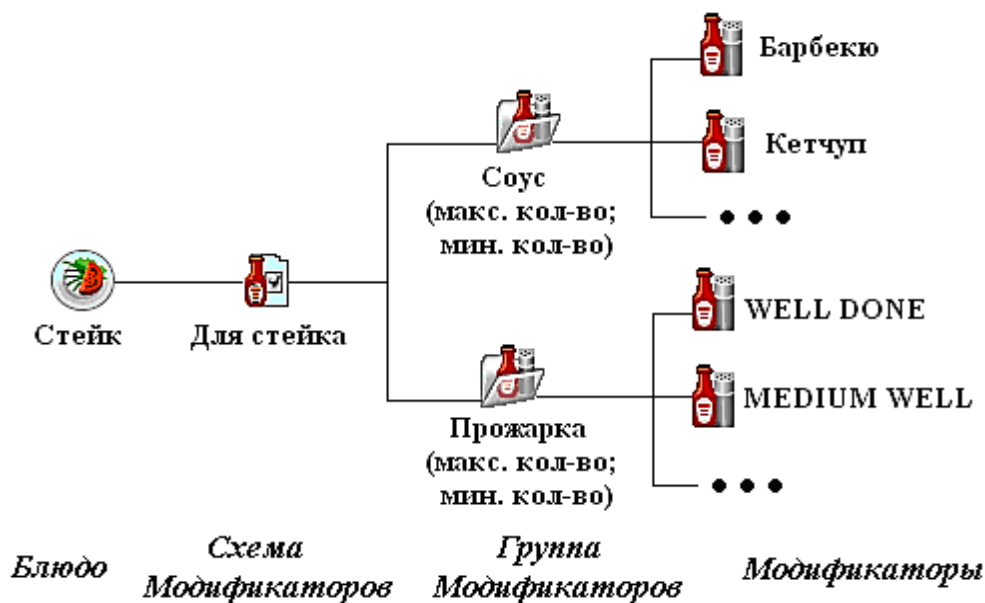 Барбекю
Кетчуп
Соус
(макс. кол-во;
мин. кол-во)
Стейк
Для стейка
WELL DONE
MEDIUM WELL
Прожарка
(макс. кол-во;
мин. кол-во)
Блюдо
Схема
Модификаторов
Группа
Модификаторов
Модификаторы